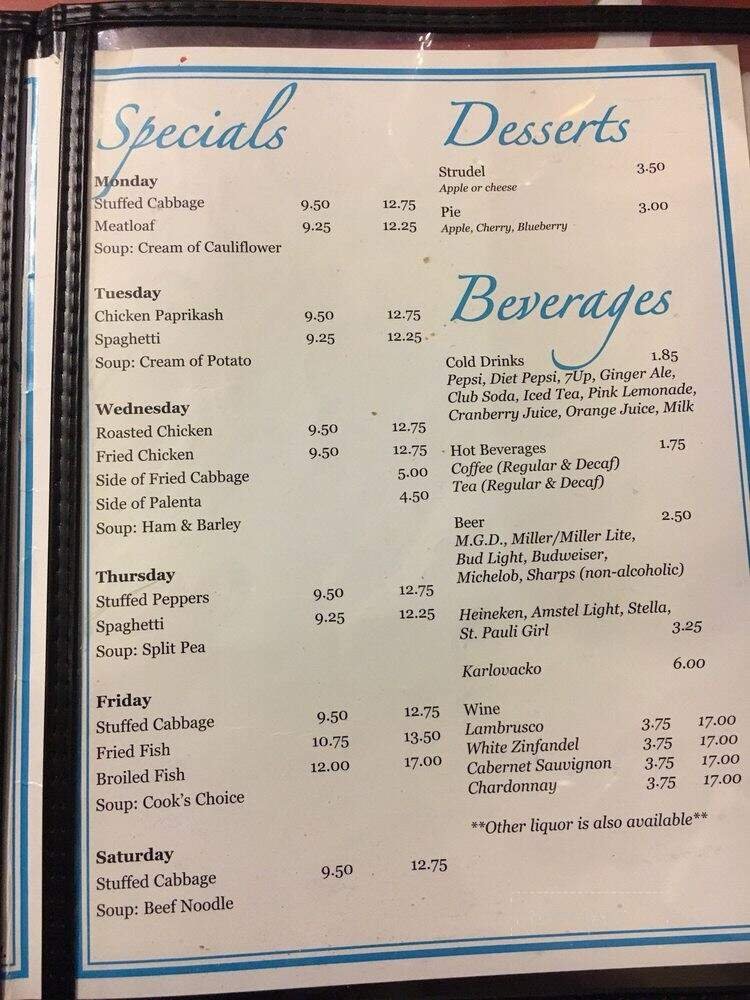 Specials
Monday
Stuffed Cabbage 9.50 12.75
Meatloaf 9.25 12.25
Soup: Cream of Cauliflower
Tuesday
Chicken Paprikash 9.50 12.75
Spaghetti 9.25 12.25
Soup: Cream of Potato
Wednesday
Roasted Chicken 9.50 12.75
Fried Chicken 9.50 12.75
Side of Fried Cabbage 5.00
Side of Palenta 4.50
Soup: Ham & Barley
Thursday
Stuffed Peppers 9.50 12.75
Spaghetti 9.25 12.25
Soup: Split Pea
Friday
Stuffed Cabbage 9.50 12.75
Fried Fish 10.75 13.50
Broiled Fish 12.00 17.00
Soup: Cook's Choice
Saturday
Stuffed Cabbage 9.50 12.75
Soup: Beef Noodle
Desserts
Strudel 3.50
Apple or cheese
Pie 3.00
Apple, Cherry, Blueberry
Beverages
Cold Drinks 1.85
Pepsi, Diet Pepsi, 7Up, Ginger Ale,
Club Soda, Iced Tea, Pink Lemonade,
Cranberry Juice, Orange Juice, Milk
Hot Beverages 1.75
Coffee (Regular & Decaf)
Tea (Regular & Decaf)
Beer 2.50
M.G.D., Miller/Miller Lite,
Bud Light, Budweiser,
Michelob, Sharps (non-alcoholic)
Heineken, Amstel Light, Stella,
St. Pauli Girl 3.25
Karlovacko 6.00
Wine
Lambrusco 3.75 17.00
White Zinfandel 3.75 17.00
Cabernet Sauvignon 3.75 17.00
Chardonnay 3.75 17.00
**Other liquor is also available**